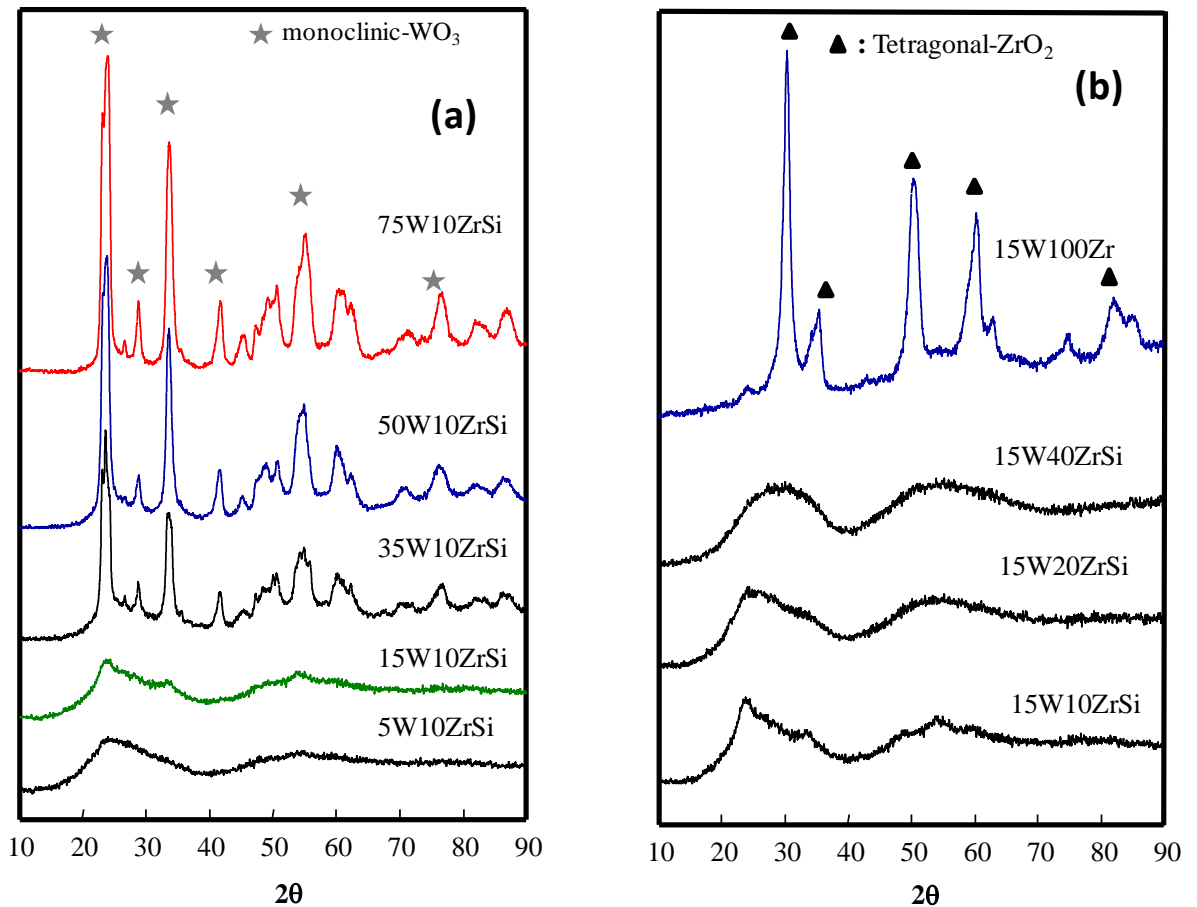 ★ monoclinic-WO₃
(a)
75W10ZrSi
50W10ZrSi
35W10ZrSi
15W10ZrSi
5W10ZrSi
10 20 30 40 50 60 70 80 90
2θ
▲ : Tetragonal-ZrO₂
(b)
15W100Zr
15W40ZrSi
15W20ZrSi
15W10ZrSi
10 20 30 40 50 60 70 80 90
2θ